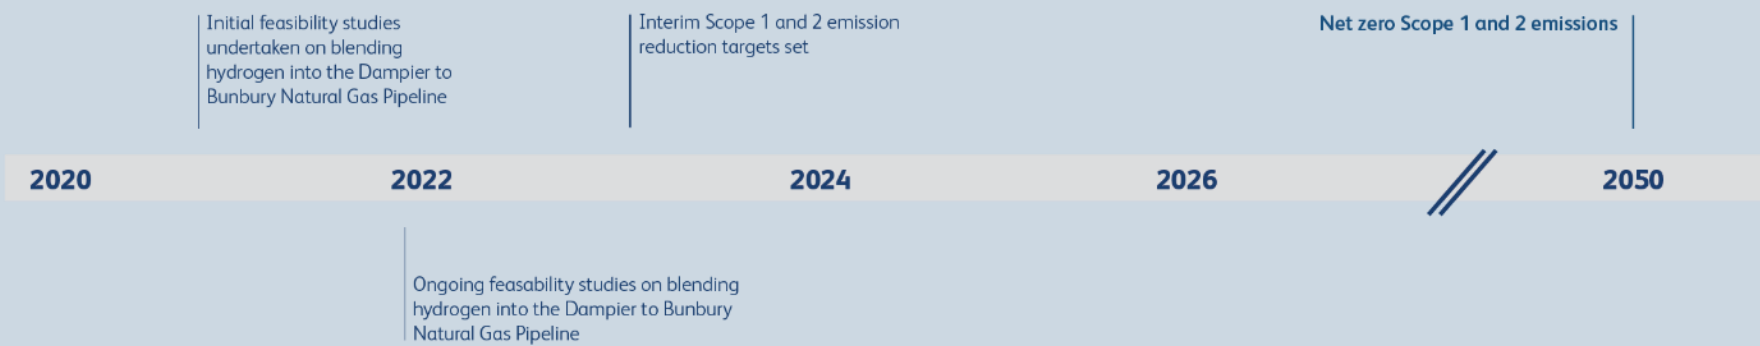 Initial feasibility studies
undertaken on blending
hydrogen into the Dampier to
Bunbury Natural Gas Pipeline
Interim Scope 1 and 2 emission
reduction targets set
Net zero Scope 1 and 2 emissions
2020
2022
2024
2026
2050
Ongoing feasability studies on blending
hydrogen into the Dampier to Bunbury
Natural Gas Pipeline